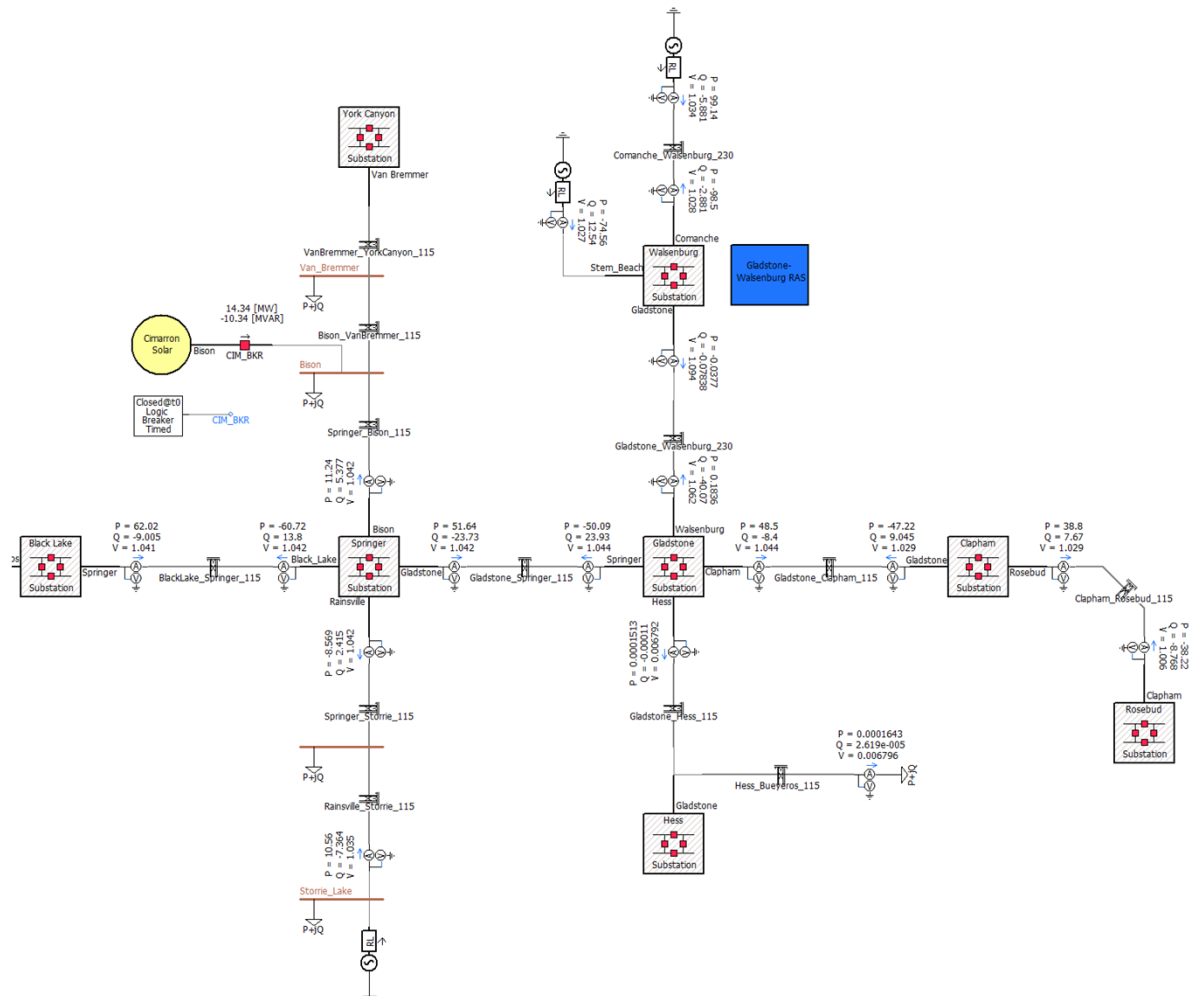 York Canyon
Substation
Van Bremmer
VanBremmer_YorkCanyon_115
Van_Bremmer
P+jQ
14.34 [MW]
-10.34 [MVAR]
Cimarron
Solar
Bison
CIM_BKR
Bison_VanBremmer_115
Bison
P+jQ
Closed@t0
Logic
Breaker
Timed
CIM_BKR
Springer_Bison_115
P = 11.24
Q = 5.377
V = 1.042
A
V
S
RL
P = 99.14
Q = -5.881
V = 1.034
A
V
Comanche_Walsenburg_230
P = -98.5
Q = -2.881
V = 1.028
A
V
S
RL
P = -74.56
Q = 12.54
V = 1.027
A
V
Comanche
Stem_Beach
Walsenburg
Substation
Gladstone
Gladstone-
Walsenburg RAS
P = -0.0377
Q = -0.07838
V = 1.094
A
V
Gladstone_Walsenburg_230
P = 0.1836
Q = -40.07
V = 1.062
A
V
os
Black Lake
Substation
Springer
P = 62.02
Q = -9.005
V = 1.041
A
V
BlackLake_Springer_115
P = -60.72
Q = 13.8
V = 1.042
A
V
Black_Lake
Bison
Springer
Substation
Gladstone
Rainsville
P = 51.64
Q = -23.73
V = 1.042
A
V
Gladstone_Springer_115
P = -50.09
Q = 23.93
V = 1.044
A
V
Springer
Walsenburg
Gladstone
Substation
Clapham
Hess
P = 48.5
Q = -8.4
V = 1.044
A
V
Gladstone_Clapham_115
P = -47.22
Q = 9.045
V = 1.029
A
V
Gladstone
Clapham
Substation
Rosebud
P = 38.8
Q = 7.67
V = 1.029
A
V
Clapham_Rosebud_115
P = -38.22
Q = -8.768
V = 1.006
A
V
Clapham
Rosebud
Substation
P = -8.569
Q = 2.415
V = 1.042
A
V
Springer_Storrie_115
P+jQ
Rainsville_Storrie_115
P = 10.56
Q = -7.364
V = 1.035
A
V
Storrie_Lake
P+jQ
RL
S
P = 0.0001513
Q = -0.00011
V = 0.006792
A
V
Gladstone_Hess_115
P = 0.0001643
Q = 2.619e-005
V = 0.006796
A
V
P+jQ
Hess_Bueyeros_115
Gladstone
Hess
Substation